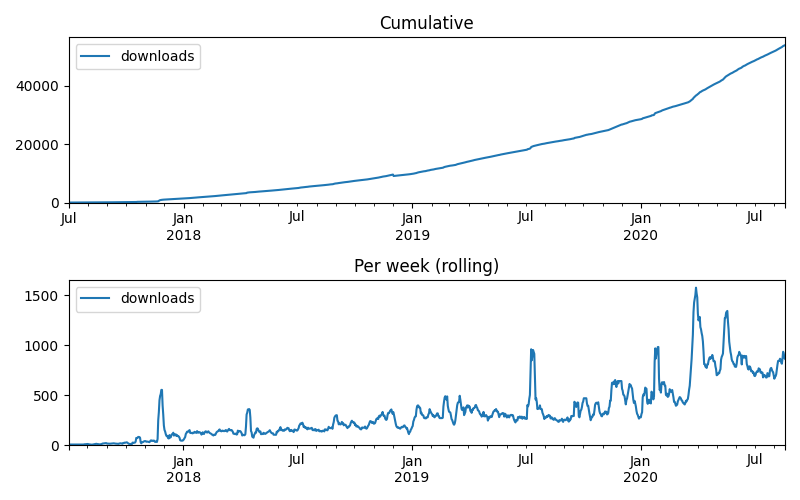 Cumulative
downloads
40000
20000
0
Jul Jan Jul Jan Jul Jan Jul
2018 2019 2020
Per week (rolling)
downloads
1500
1000
500
0
Jan Jul Jan Jul Jan Jul
2018 2019 2020